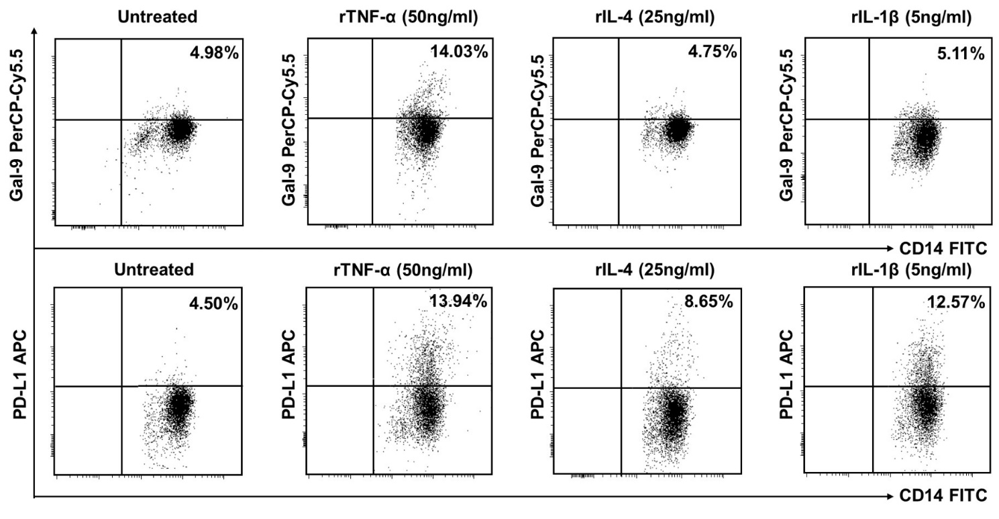 Untreated
rTNF-α (50ng/ml)
rIL-4 (25ng/ml)
rIL-1β (5ng/ml)
Gal-9 PerCP-Cy5.5
4.98%
Gal-9 PerCP-Cy5.5
14.03%
Gal-9 PerCP-Cy5.5
4.75%
Gal-9 PerCP-Cy5.5
5.11%
CD14 FITC
Untreated
rTNF-α (50ng/ml)
rIL-4 (25ng/ml)
rIL-1β (5ng/ml)
PD-L1 APC
4.50%
PD-L1 APC
13.94%
PD-L1 APC
8.65%
PD-L1 APC
12.57%
CD14 FITC